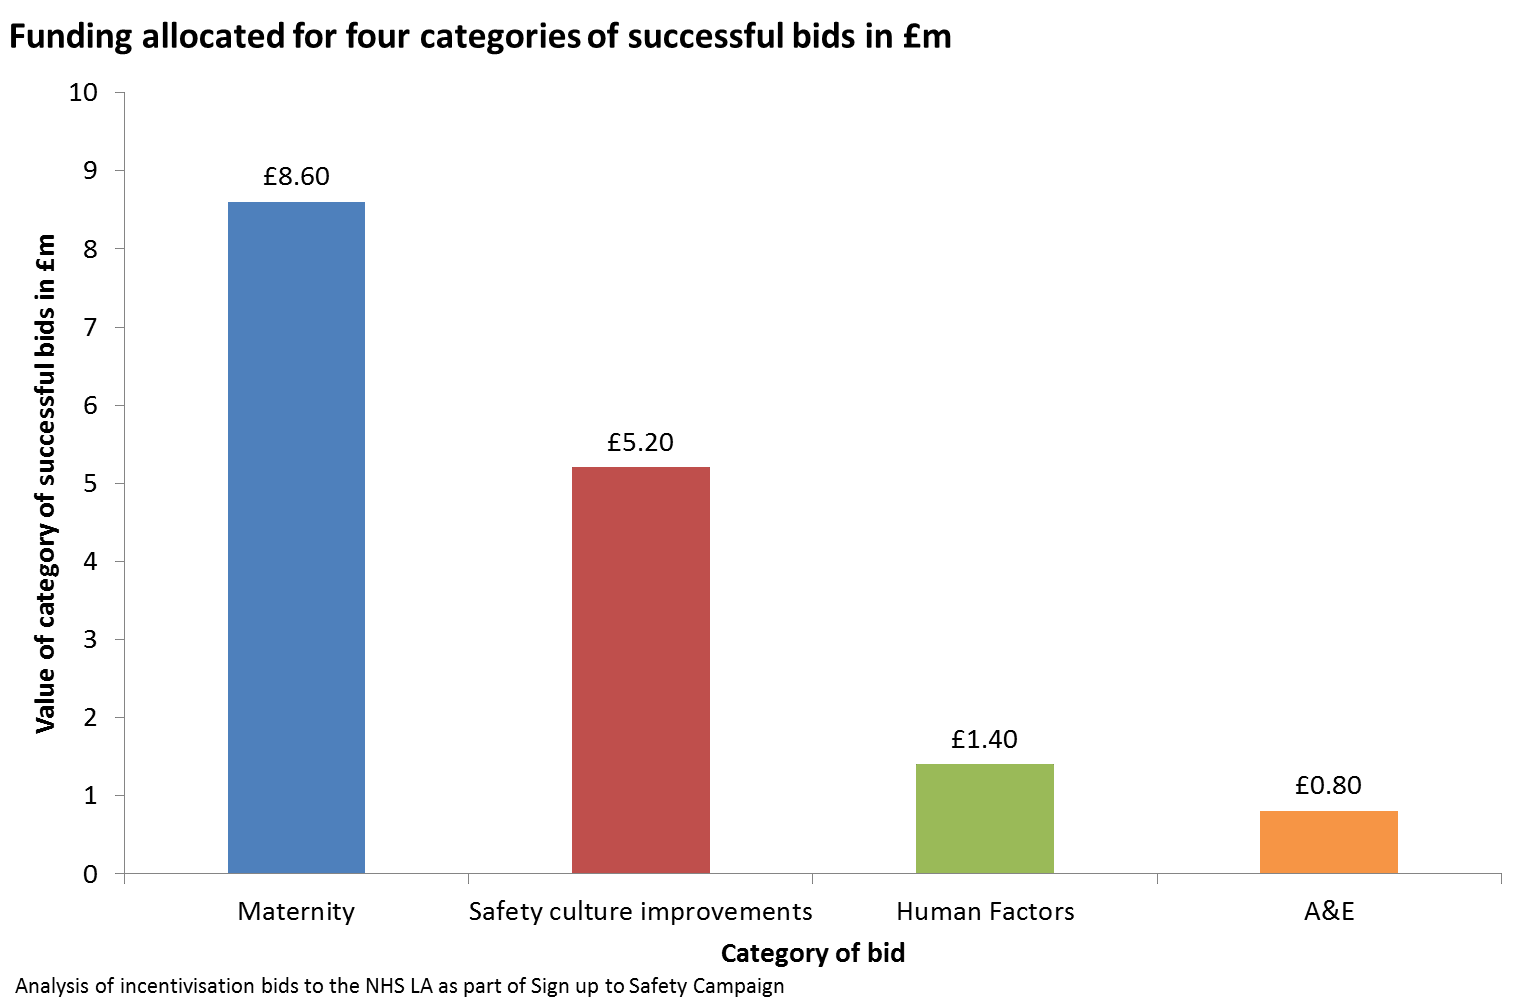 Funding allocated for four categories of successful bids in £m
Value of category of successful bids in £m
10
9
8
7
6
5
4
3
2
1
0
£8.60
£5.20
£1.40
£0.80
Maternity
Safety culture improvements
Human Factors
A&E
Category of bid
Analysis of incentivisation bids to the NHS LA as part of Sign up to Safety Campaign